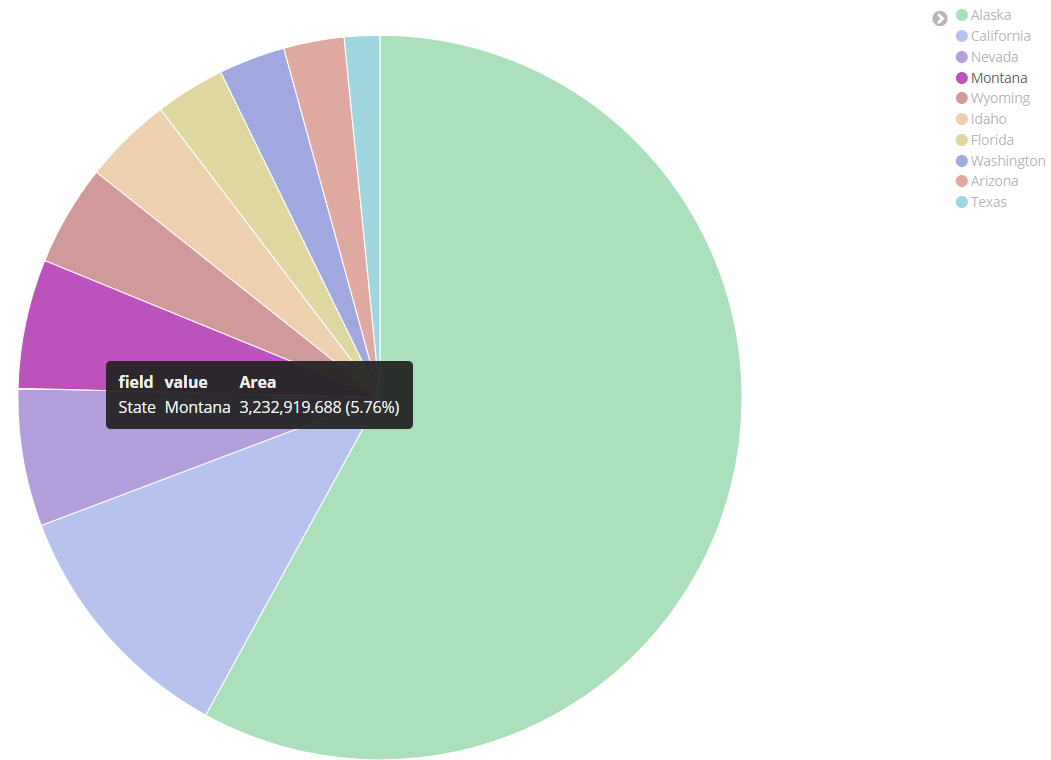 Alaska
California
Nevada
Montana
Wyoming
Idaho
Florida
Washington
Arizona
Texas
field value Area
State Montana 3,232,919.688 (5.76%)